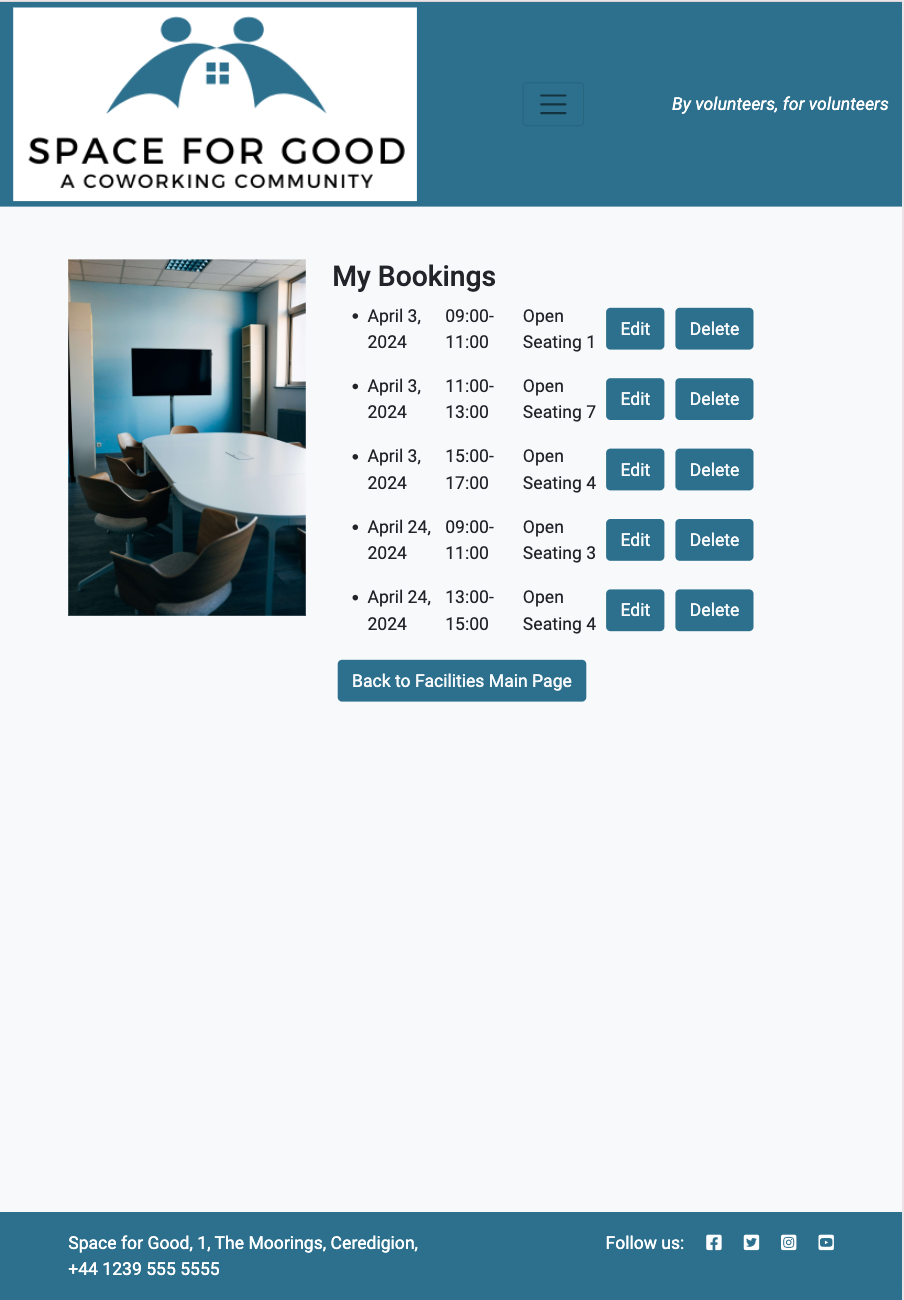 SPACE FOR GOOD
A COWORKING COMMUNITY
By volunteers, for volunteers
My Bookings
• April 3, 09:00- Open Edit Delete
2024 11:00 Seating 1
• April 3, 11:00- Open Edit Delete
2024 13:00 Seating 7
• April 3, 15:00- Open Edit Delete
2024 17:00 Seating 4
• April 24, 09:00- Open Edit Delete
2024 11:00 Seating 3
• April 24, 13:00- Open Edit Delete
2024 15:00 Seating 4
Back to Facilities Main Page
Space for Good, 1, The Moorings, Ceredigion,
+44 1239 555 5555
Follow us: